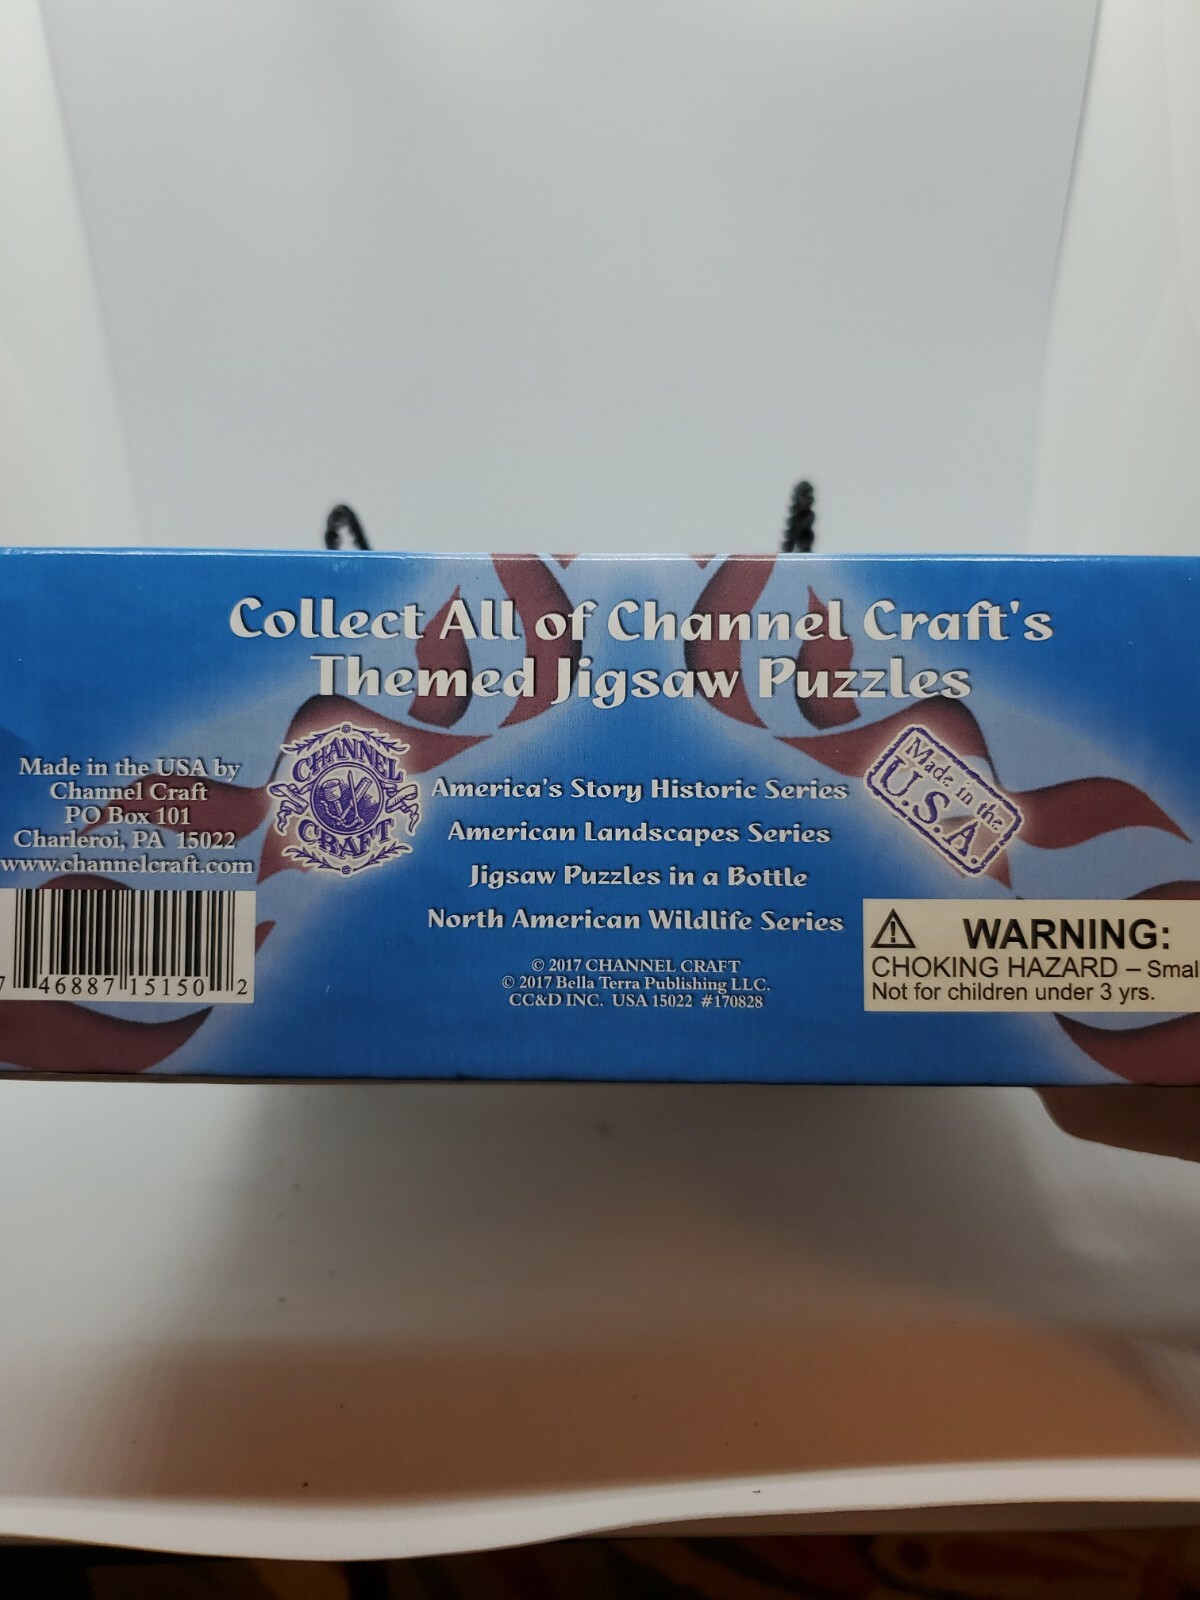 Collect All of Channel Craft's
Themed Jigsaw Puzzles
Made in the USA by
Channel Craft
PO Box 101
Charleroi, PA 15022
www.channelcraft.com
CHANNEL
CRAFT
America's Story Historic Series
American Landscapes Series
Jigsaw Puzzles in a Bottle
North American Wildlife Series
Made in the
U.S.A.
7 46887 15150 2
© 2017 CHANNEL CRAFT
© 2017 Bella Terra Publishing LLC.
CC&D INC. USA 15022 #170828
WARNING:
CHOKING HAZARD – Smal
Not for children under 3 yrs.